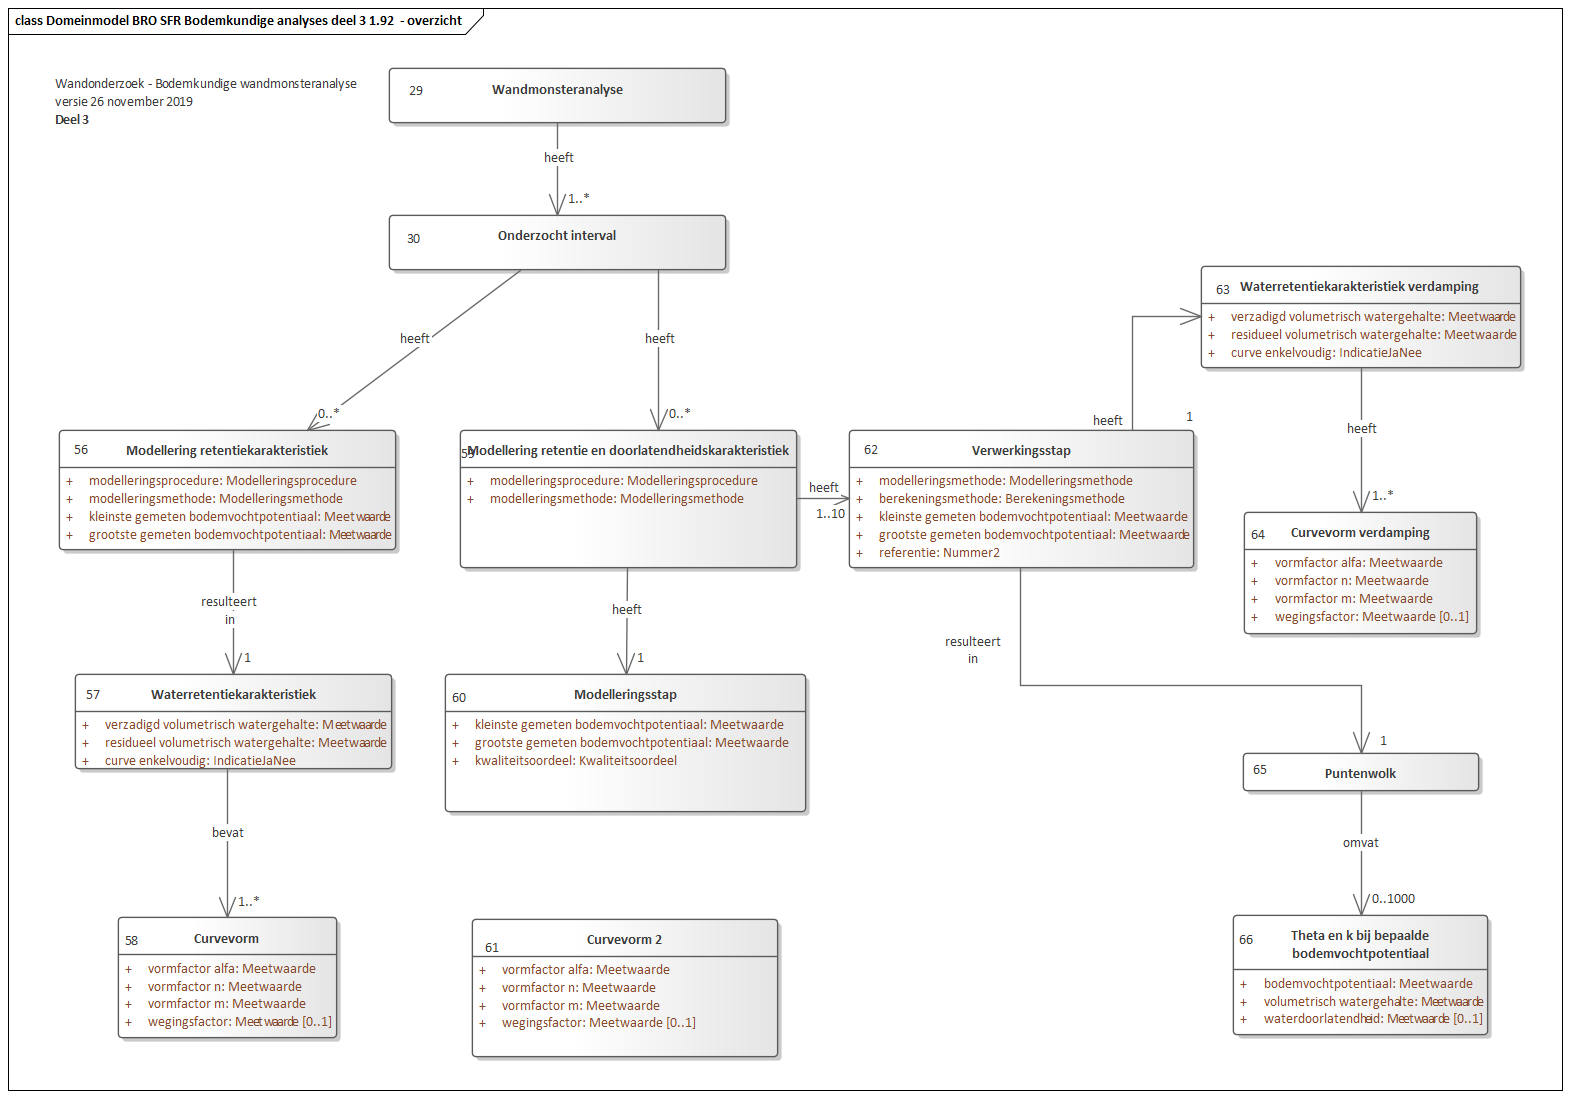 class Domeinmodel BRO SFR Bodemkundige analyses deel 3 1.92  - overzicht
Wandonderzoek - Bodemkundige wandmonsteranalyse
versie 26 november 2019
Deel 3
29
Wandmonsteranalyse
heeft
1..*
30
Onderzocht interval
heeft
0..*
heeft
0..*
56
Modellering retentiekarakteristiek
+ modelleringsprocedure: Modelleringsprocedure
+ modelleringsmethode: Modelleringsmethode
+ kleinste gemeten bodemvochtpotentiaal: Meetwaarde
+ grootste gemeten bodemvochtpotentiaal: Meetwaarde
resulteert
in
1
57
Waterretentiekarakteristiek
+ verzadigd volumetrisch watergehalte: Meetwaarde
+ residueel volumetrisch watergehalte: Meetwaarde
+ curve enkelvoudig: IndicatieJaNee
bevat
1..*
58
Curvevorm
+ vormfactor alfa: Meetwaarde
+ vormfactor n: Meetwaarde
+ vormfactor m: Meetwaarde
+ wegingsfactor: Meetwaarde [0..1]
59
Modellering retentie en doorlatendheidskarakteristiek
+ modelleringsprocedure: Modelleringsprocedure
+ modelleringsmethode: Modelleringsmethode
heeft
1
60
Modelleringsstap
+ kleinste gemeten bodemvochtpotentiaal: Meetwaarde
+ grootste gemeten bodemvochtpotentiaal: Meetwaarde
+ kwaliteitsoordeel: Kwaliteitsoordeel
61
Curvevorm 2
+ vormfactor alfa: Meetwaarde
+ vormfactor n: Meetwaarde
+ vormfactor m: Meetwaarde
+ wegingsfactor: Meetwaarde [0..1]
heeft
1..10
62
Verwerkingsstap
+ modelleringsmethode: Modelleringsmethode
+ berekeningsmethode: Berekeningsmethode
+ kleinste gemeten bodemvochtpotentiaal: Meetwaarde
+ grootste gemeten bodemvochtpotentiaal: Meetwaarde
+ referentie: Nummer2
heeft
1
63
Waterretentiekarakteristiek verdamping
+ verzadigd volumetrisch watergehalte: Meetwaarde
+ residueel volumetrisch watergehalte: Meetwaarde
+ curve enkelvoudig: IndicatieJaNee
heeft
1..*
64
Curvevorm verdamping
+ vormfactor alfa: Meetwaarde
+ vormfactor n: Meetwaarde
+ vormfactor m: Meetwaarde
+ wegingsfactor: Meetwaarde [0..1]
resulteert
in
1
65
Puntenwolk
omvat
0..1000
66
Theta en k bij bepaalde
bodemvochtpotentiaal
+ bodemvochtpotentiaal: Meetwaarde
+ volumetrisch watergehalte: Meetwaarde
+ waterdoorlatendheid: Meetwaarde [0..1]